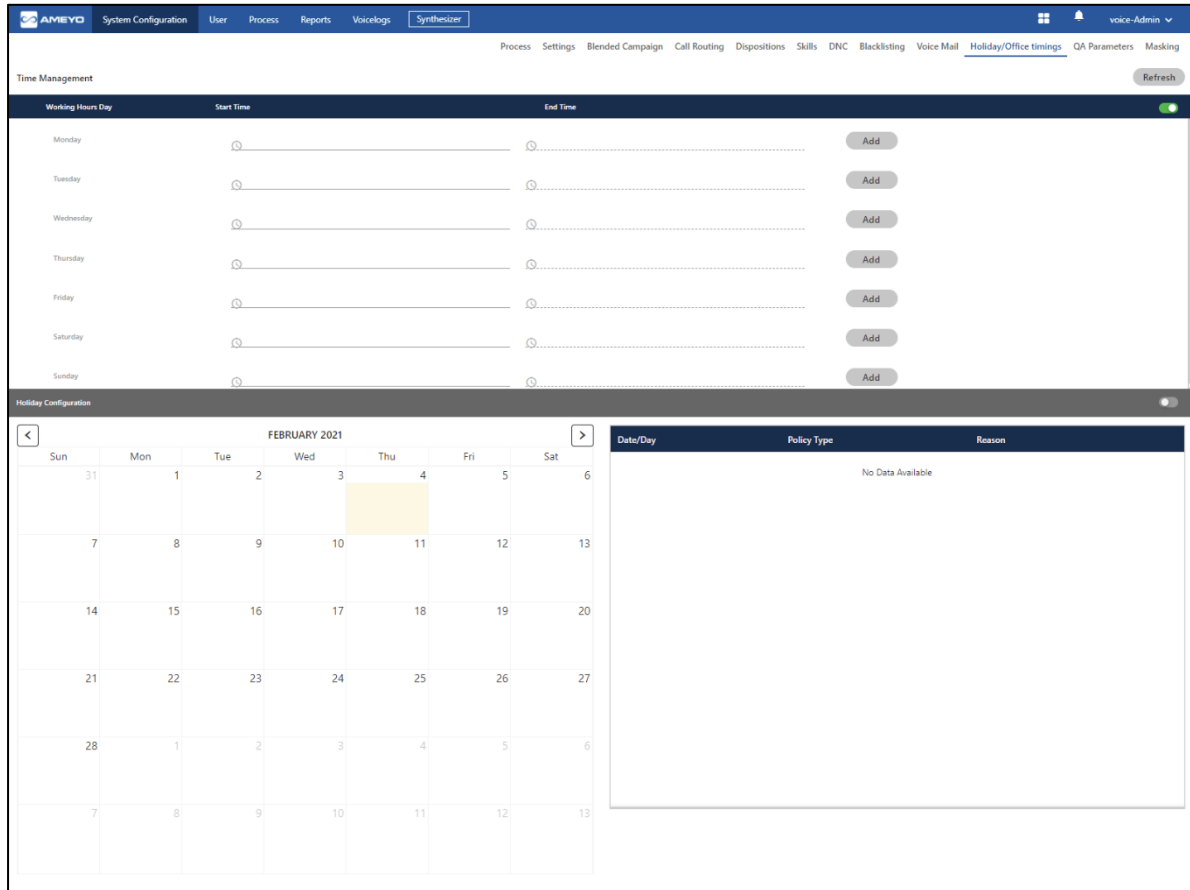 AMEYO System Configuration User Process Reports Voicelogs Synthesizer voice-Admin
Process Settings Blended Campaign Call Routing Dispositions Skills DNC Blacklisting Voice Mail Holiday/Office timings QA Parameters Masking
Time Management Refresh
Working Hours Day Start Time End Time
Monday Add
Tuesday Add
Wednesday Add
Thursday Add
Friday Add
Saturday Add
Sunday Add
Holiday Configuration
FEBRUARY 2021
Sun Mon Tue Wed Thu Fri Sat
31 1 2 3 4 5 6
7 8 9 10 11 12 13
14 15 16 17 18 19 20
21 22 23 24 25 26 27
28 1 2 3 4 5 6
7 8 9 10 11 12 13
Date/Day Policy Type Reason
No Data Available